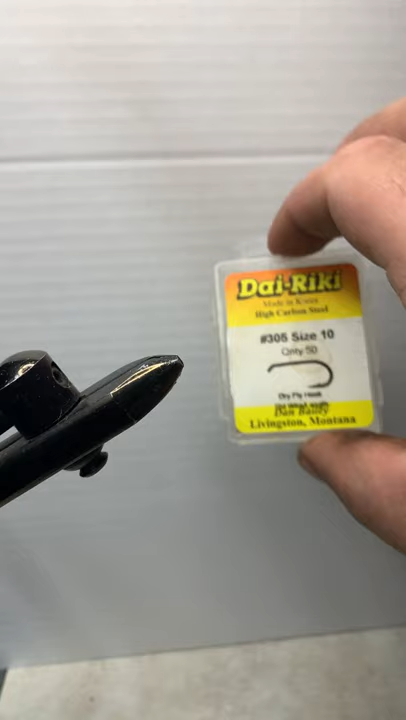 Dai-Riki
Made in Korea
High Carbon Steel
#305 Size 10
Qnty 50
Dry Fly Hook
Dan Bailey
Livingston, Montana